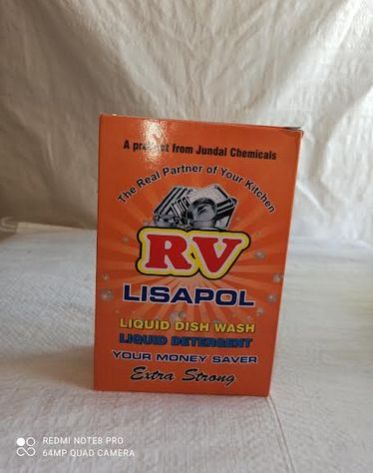 A product from Jundal Chemicals
The Real Partner of Your Kitchen
RV
LISAPOL
LIQUID DISH WASH
LIQUID DETERGENT
YOUR MONEY SAVER
Extra Strong
REDMI NOTE8 PRO
64MP QUAD CAMERA